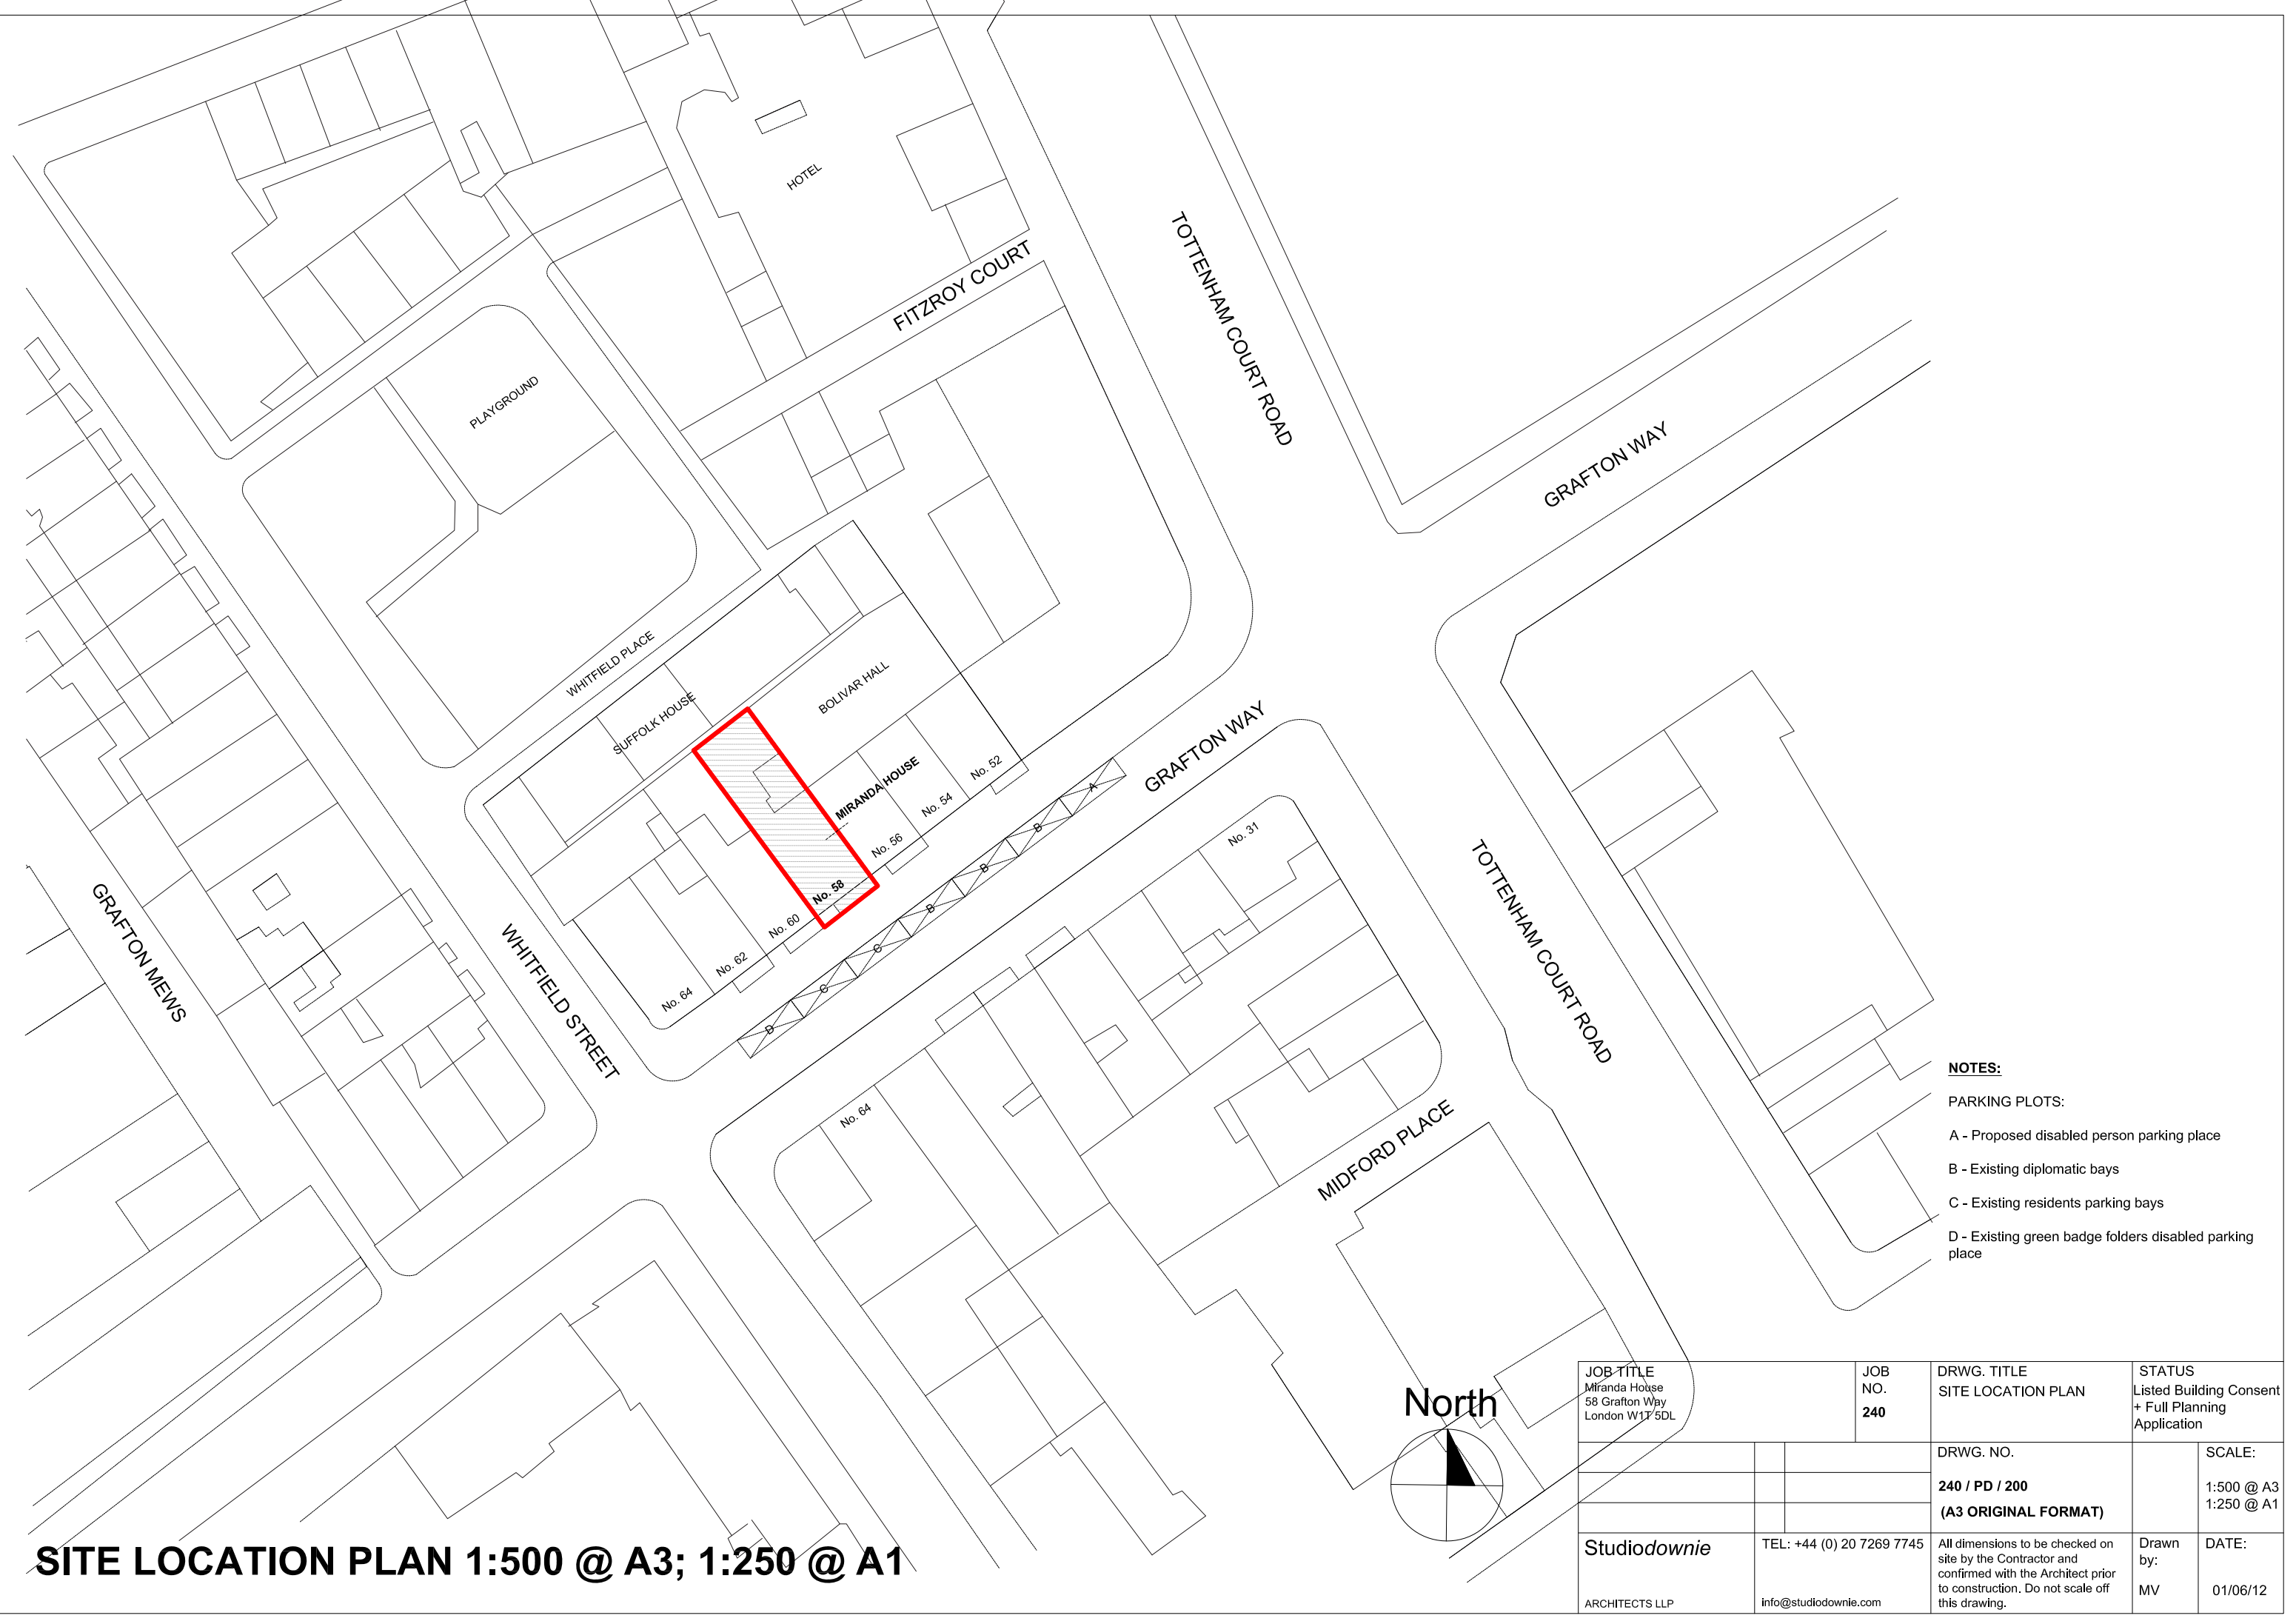 HOTEL
FITZROY COURT
TOTTENHAM COURT ROAD
PLAYGROUND
GRAFTON WAY
WHITFIELD PLACE
SUFFOLK HOUSE
BOLIVAR HALL
MIRANDA HOUSE
No. 52
No. 54
No. 56
No. 58
No. 60
No. 62
No. 64
GRAFTON WAY
A
B
B
B
C
C
D
No. 31
No. 64
GRAFTON MEWS
WHITFIELD STREET
TOTTENHAM COURT ROAD
MIDFORD PLACE
NOTES:
PARKING PLOTS:
A - Proposed disabled person parking place
B - Existing diplomatic bays
C - Existing residents parking bays
D - Existing green badge folders disabled parking
place
North
SITE LOCATION PLAN 1:500 @ A3; 1:250 @ A1
JOB TITLE
Miranda House
58 Grafton Way
London W1T 5DL
JOB
NO.
240
DRWG. TITLE
SITE LOCATION PLAN
STATUS
Listed Building Consent
+ Full Planning
Application
DRWG. NO.
240 / PD / 200
(A3 ORIGINAL FORMAT)
SCALE:
1:500 @ A3
1:250 @ A1
Studiodownie
ARCHITECTS LLP
TEL: +44 (0) 20 7269 7745
info@studiodownie.com
All dimensions to be checked on
site by the Contractor and
confirmed with the Architect prior
to construction. Do not scale off
this drawing.
Drawn
by:
MV
DATE:
01/06/12